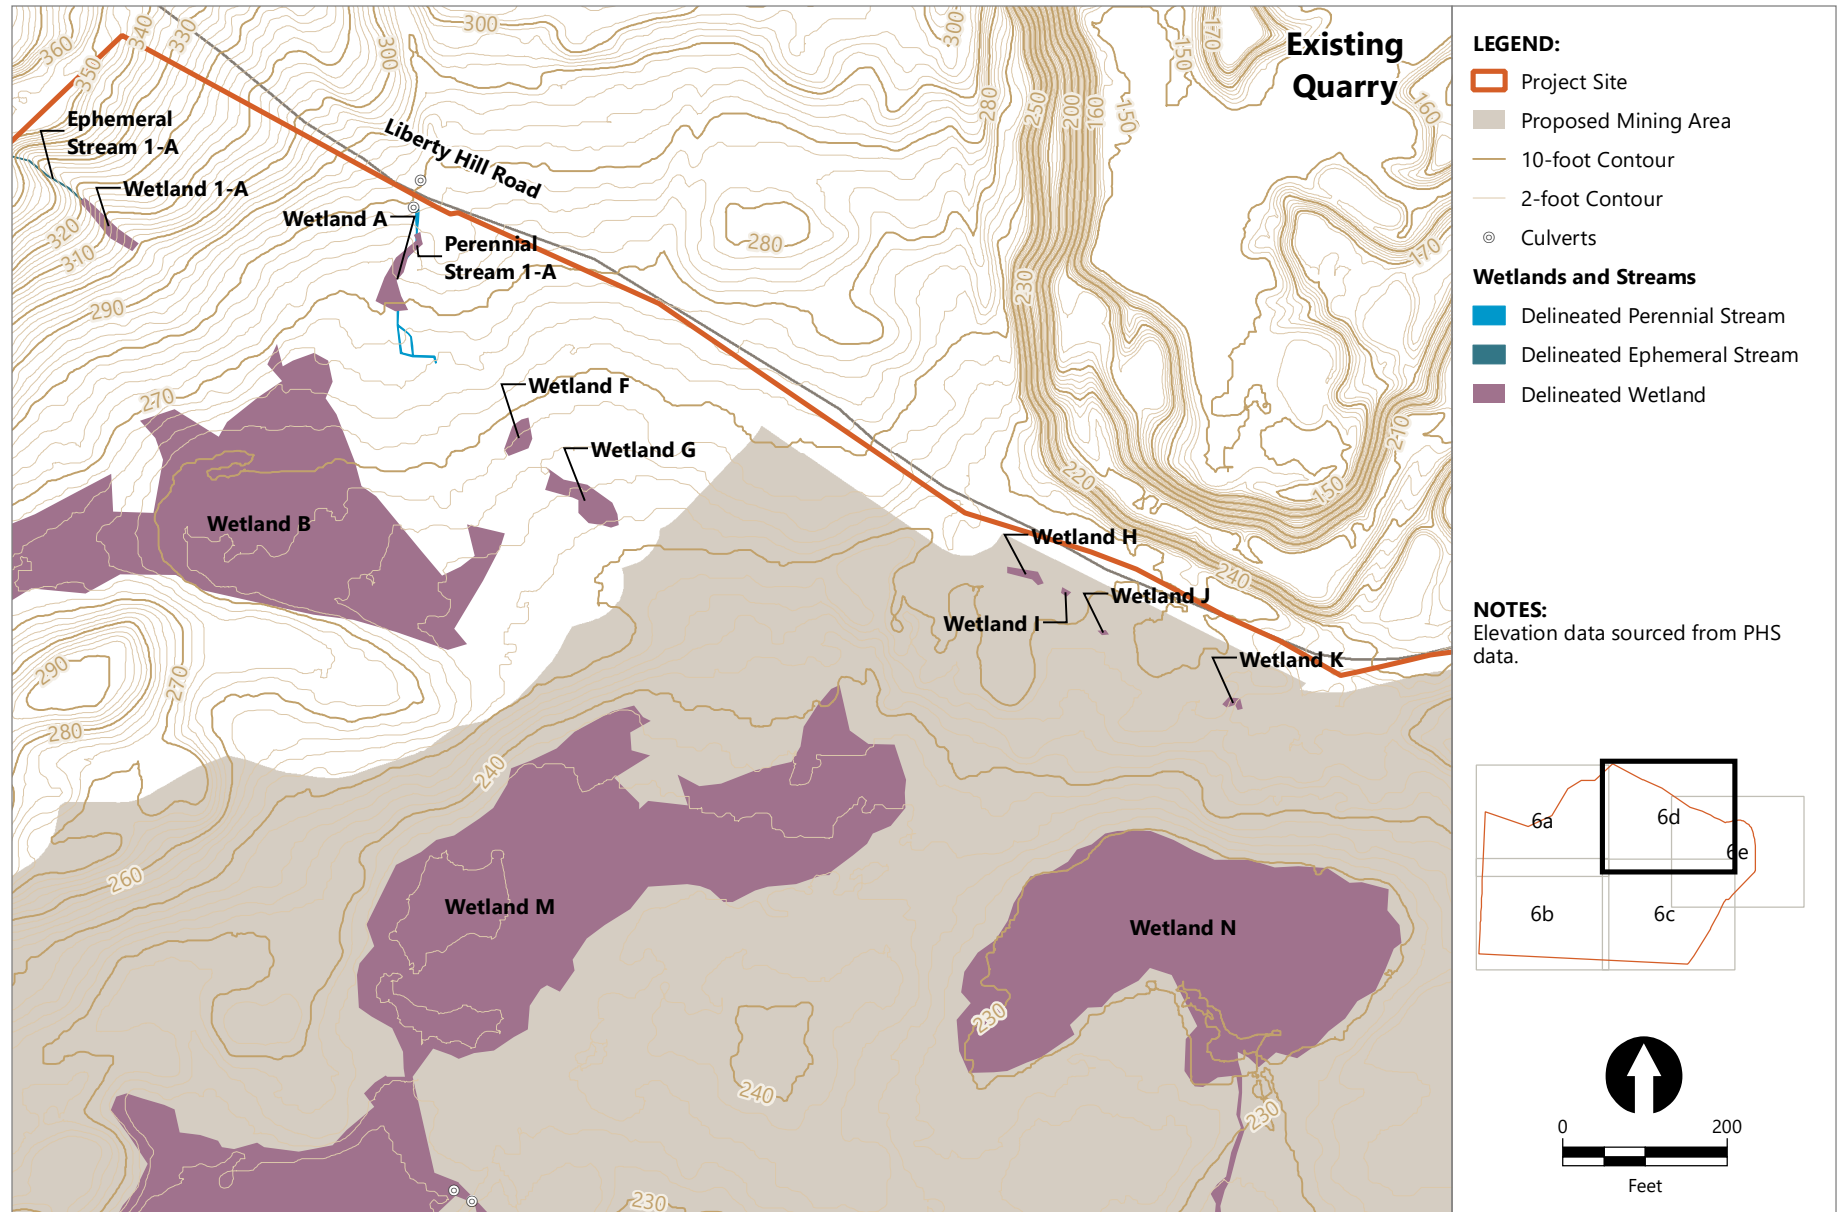 360
350
340
330
300
300
300
Existing
Quarry
170
150
160
280
250
200
160
150
Ephemeral
Stream 1-A
Wetland 1-A
Liberty Hill Road
Wetland A
Perennial
Stream 1-A
320
310
290
280
230
170
270
Wetland F
Wetland G
Wetland B
210
220
150
Wetland H
240
Wetland J
Wetland I
Wetland K
290
270
280
240
260
Wetland M
Wetland N
230
240
230
230
LEGEND:
Project Site
Proposed Mining Area
10-foot Contour
2-foot Contour
Culverts
Wetlands and Streams
Delineated Perennial Stream
Delineated Ephemeral Stream
Delineated Wetland
NOTES:
Elevation data sourced from PHS
data.
6a
6d
6e
6b
6c
0
200
Feet